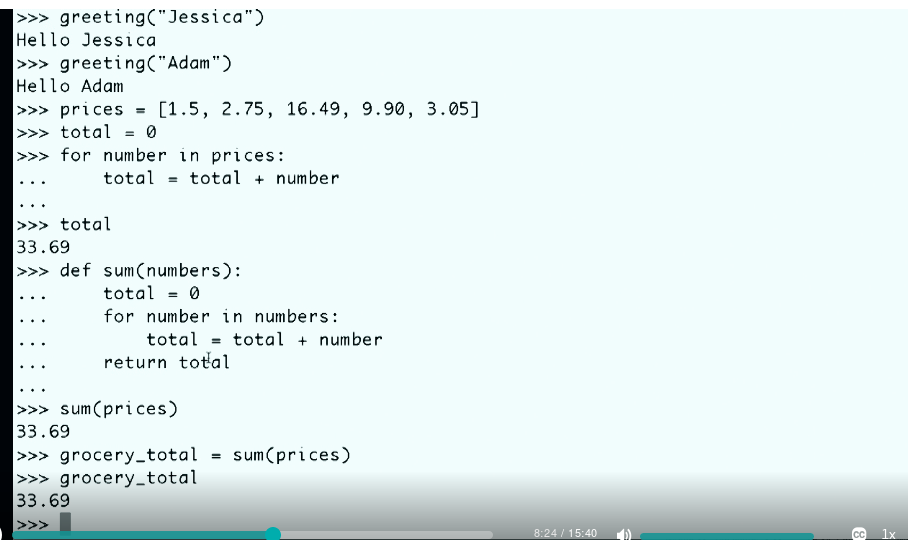 >>> greeting("Jessica")
Hello Jessica
>>> greeting("Adam")
Hello Adam
>>> prices = [1.5, 2.75, 16.49, 9.90, 3.05]
>>> total = 0
>>> for number in prices:
...     total = total + number
...
>>> total
33.69
>>> def sum(numbers):
...     total = 0
...     for number in numbers:
...         total = total + number
...     return total
...
>>> sum(prices)
33.69
>>> grocery_total = sum(prices)
>>> grocery_total
33.69
>>>
8:24 / 15:40 CC 1x